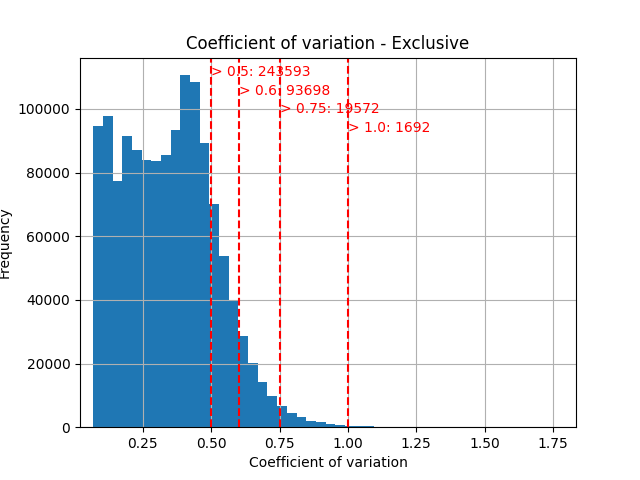 Coefficient of variation - Exclusive
> 0.5: 243593
> 0.6: 93698
> 0.75: 19572
> 1.0: 1692
Frequency
100000
80000
60000
40000
20000
0
0.25 0.50 0.75 1.00 1.25 1.50 1.75
Coefficient of variation